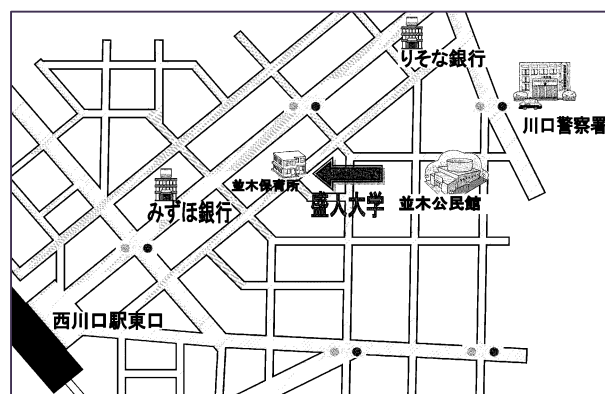 りそな銀行
川口警察署
並木保育所
盛人大学
並木公民館
みずほ銀行
西川口駅東口